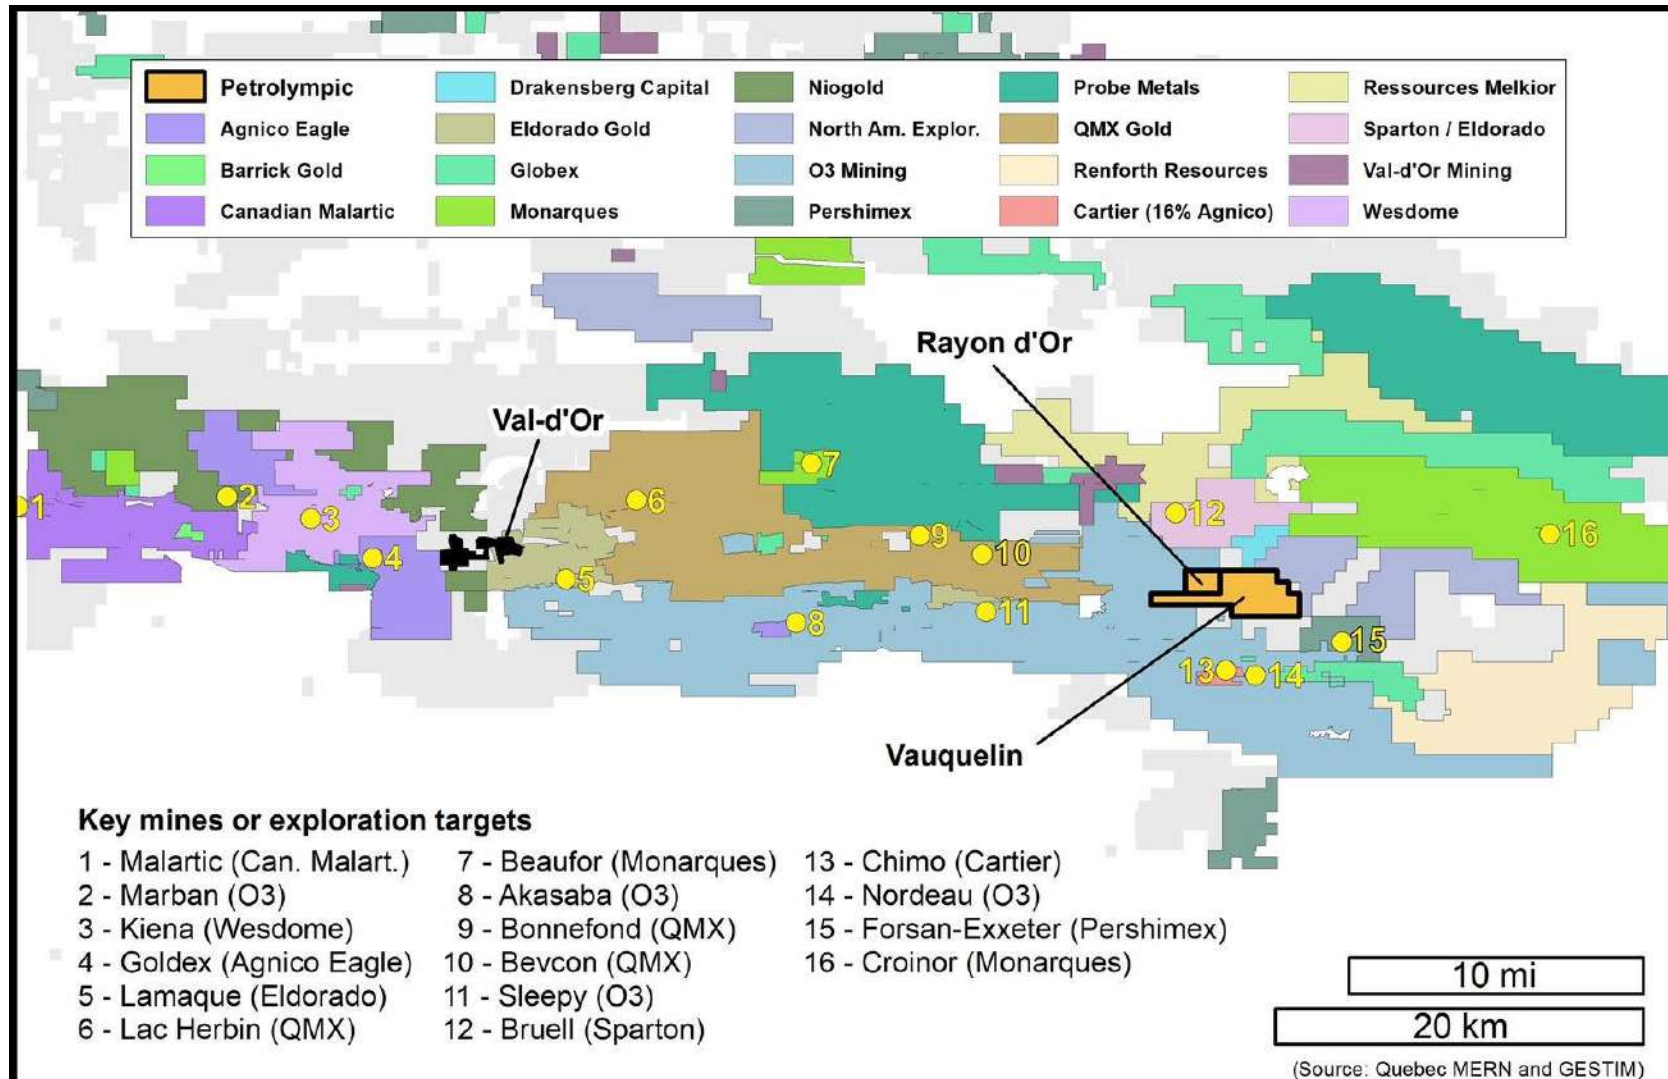 Petrolympic
Drakensberg Capital
Niogold
Probe Metals
Ressources Melkior
Agnico Eagle
Eldorado Gold
North Am. Explor.
QMX Gold
Sparton / Eldorado
Barrick Gold
Globex
O3 Mining
Renforth Resources
Val-d'Or Mining
Canadian Malartic
Monarques
Pershimex
Cartier (16% Agnico)
Wesdome
Rayon d'Or
Val-d'Or
7
1
2
3
6
12
16
4
9
10
5
8
11
15
13
14
Vauquelin
Key mines or exploration targets
1 - Malartic (Can. Malart.)
2 - Marban (O3)
3 - Kiena (Wesdome)
4 - Goldex (Agnico Eagle)
5 - Lamaque (Eldorado)
6 - Lac Herbin (QMX)
7 - Beaufor (Monarques)
8 - Akasaba (O3)
9 - Bonnefond (QMX)
10 - Bevcon (QMX)
11 - Sleepy (O3)
12 - Bruell (Sparton)
13 - Chimo (Cartier)
14 - Nordeau (O3)
15 - Forsan-Exxeter (Pershimex)
16 - Croinor (Monarques)
10 mi
20 km
(Source: Quebec MERN and GESTIM)